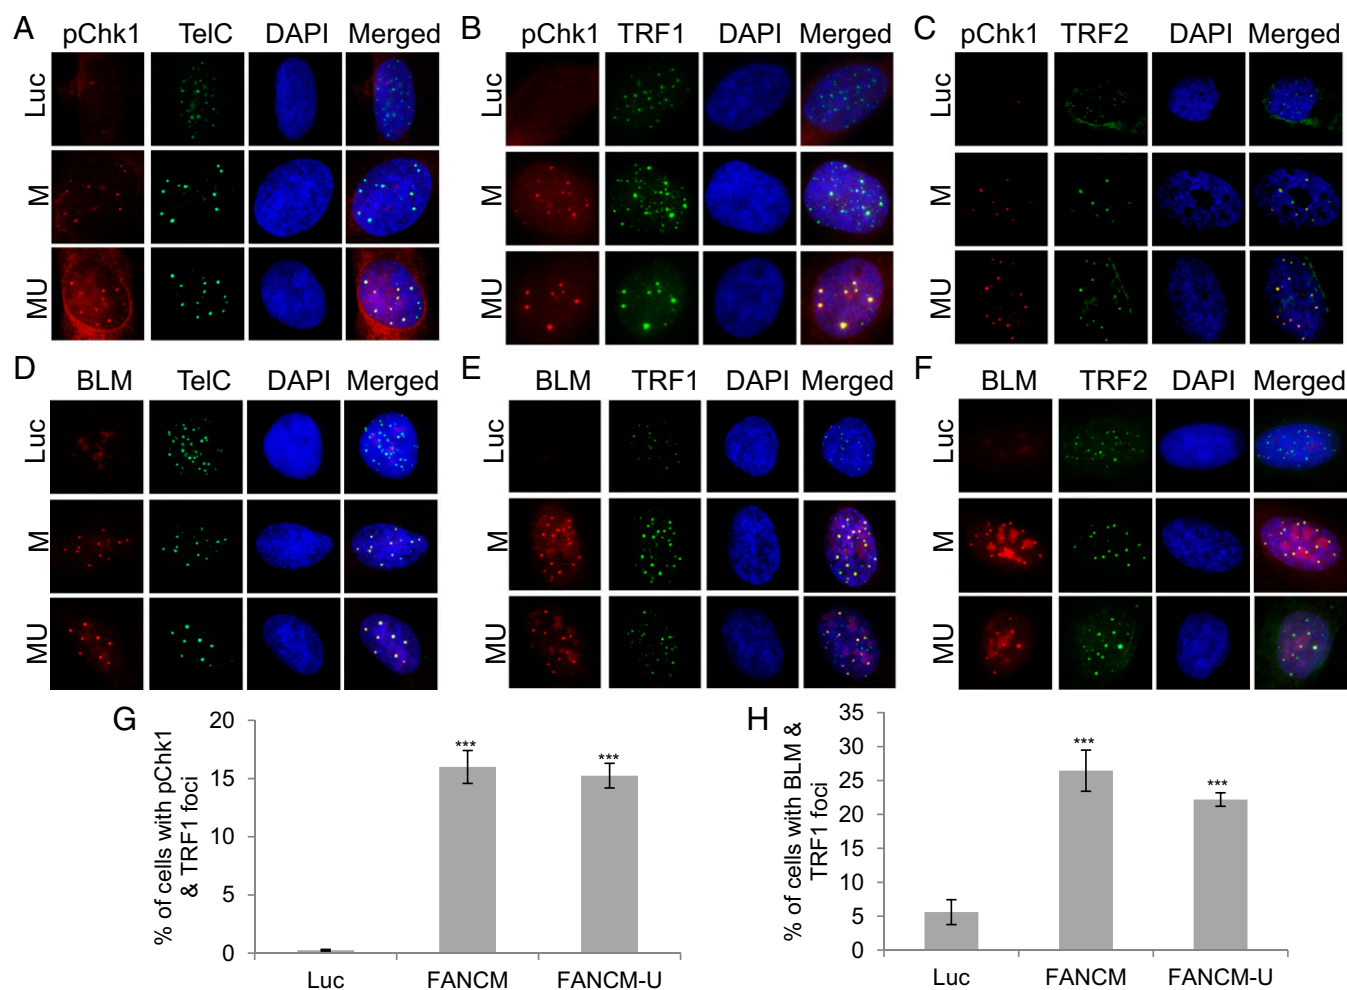 A
pChk1 TelC DAPI Merged
Luc
M
MU
B
pChk1 TRF1 DAPI Merged
Luc
M
MU
C
pChk1 TRF2 DAPI Merged
Luc
M
MU
D
BLM TelC DAPI Merged
Luc
M
MU
E
BLM TRF1 DAPI Merged
Luc
M
MU
F
BLM TRF2 DAPI Merged
Luc
M
MU
G
% of cells with pChk1
& TRF1 foci
20
15
10
5
0
***
***
Luc FANCM FANCM-U
H
% of cells with BLM &
TRF1 foci
35
30
25
20
15
10
5
0
***
***
Luc FANCM FANCM-U